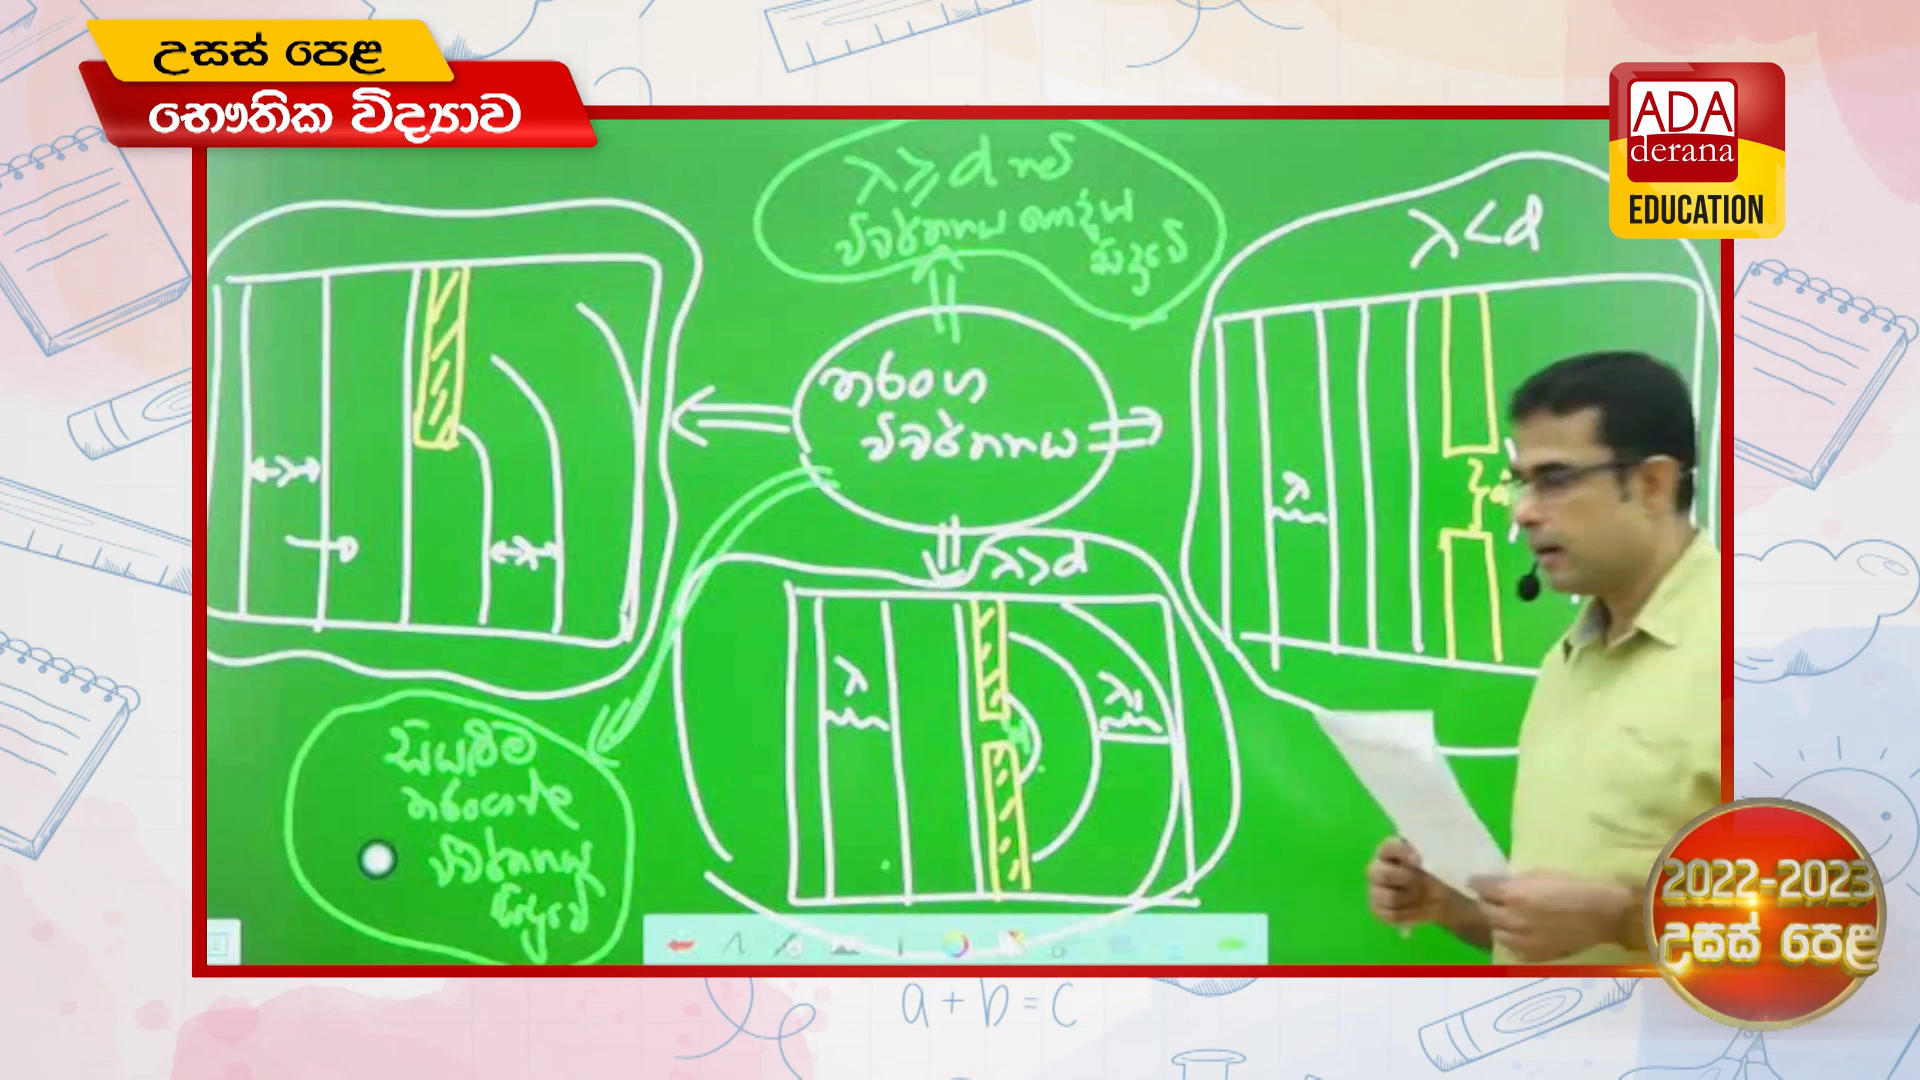 උසස් පෙළ
භෞතික විද්‍යාව
ADA
derana
EDUCATION
λ ⩾ d නම්
විවර්තනය හොඳින්
සිදුවේ
λ < d
තරංග
විවර්තනය
λ
λ
λ
λ > d
λ
λ
සියළුම
තරංගවල
විවර්තනය
සිදුවේ
2022-2023
උසස් පෙළ
a + b = c